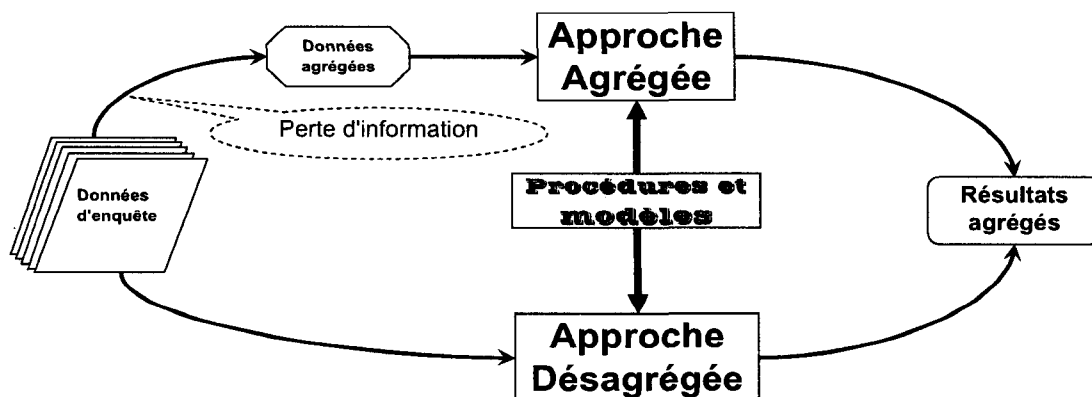 Données
agrégées
Approche
Agrégée
Perte d'information
Données
d'enquête
Procédures et
modèles
Résultats
agrégés
Approche
Désagrégée